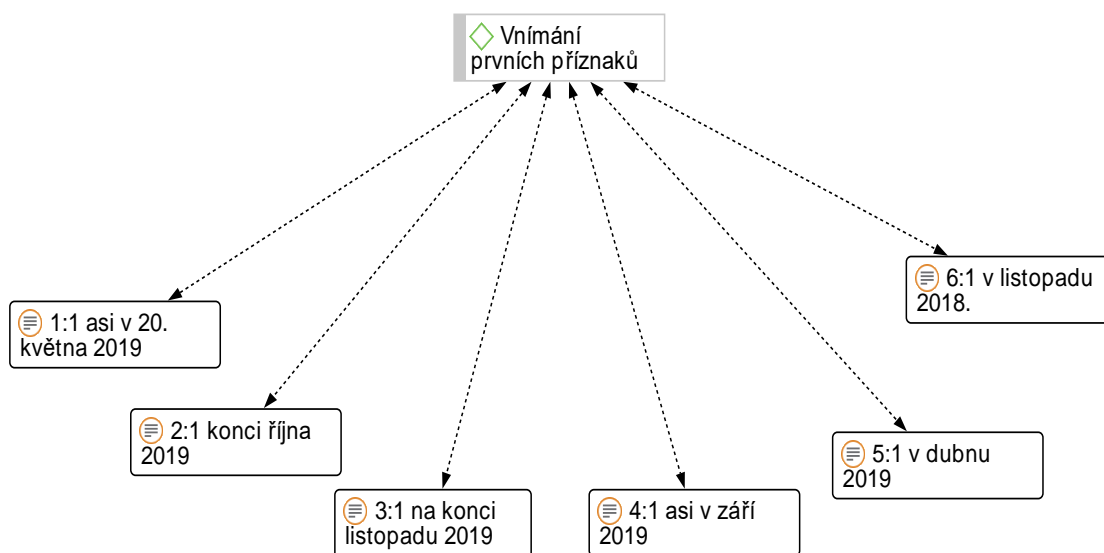 Vnímání
prvních příznaků
6:1 v listopadu
2018.
1:1 asi v 20.
května 2019
2:1 konci října
2019
5:1 v dubnu
2019
3:1 na konci
listopadu 2019
4:1 asi v září
2019